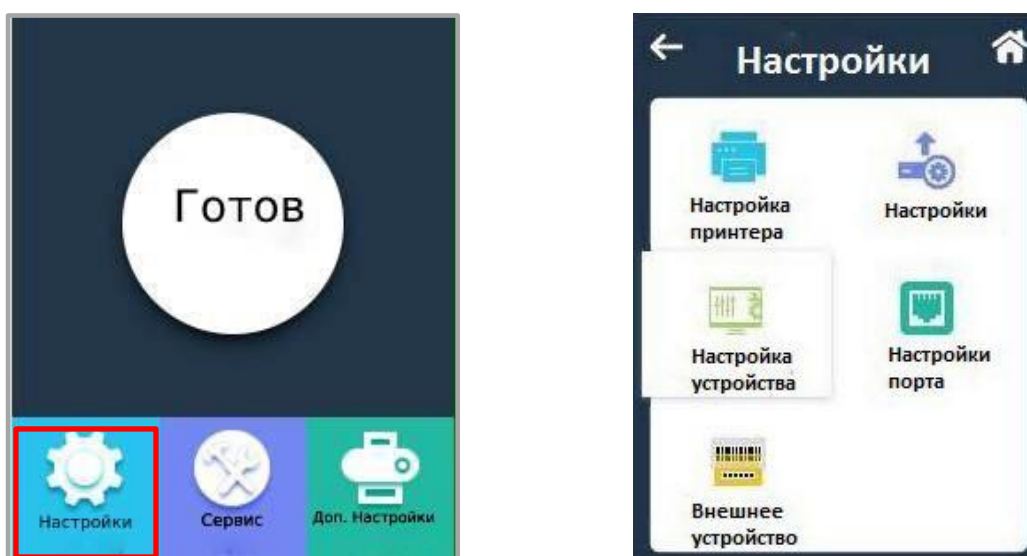 Готов
Настройки
Сервис
Доп. Настройки
Настройки
Настройка
принтера
Настройки
Настройка
устройства
Настройки
порта
Внешнее
устройство